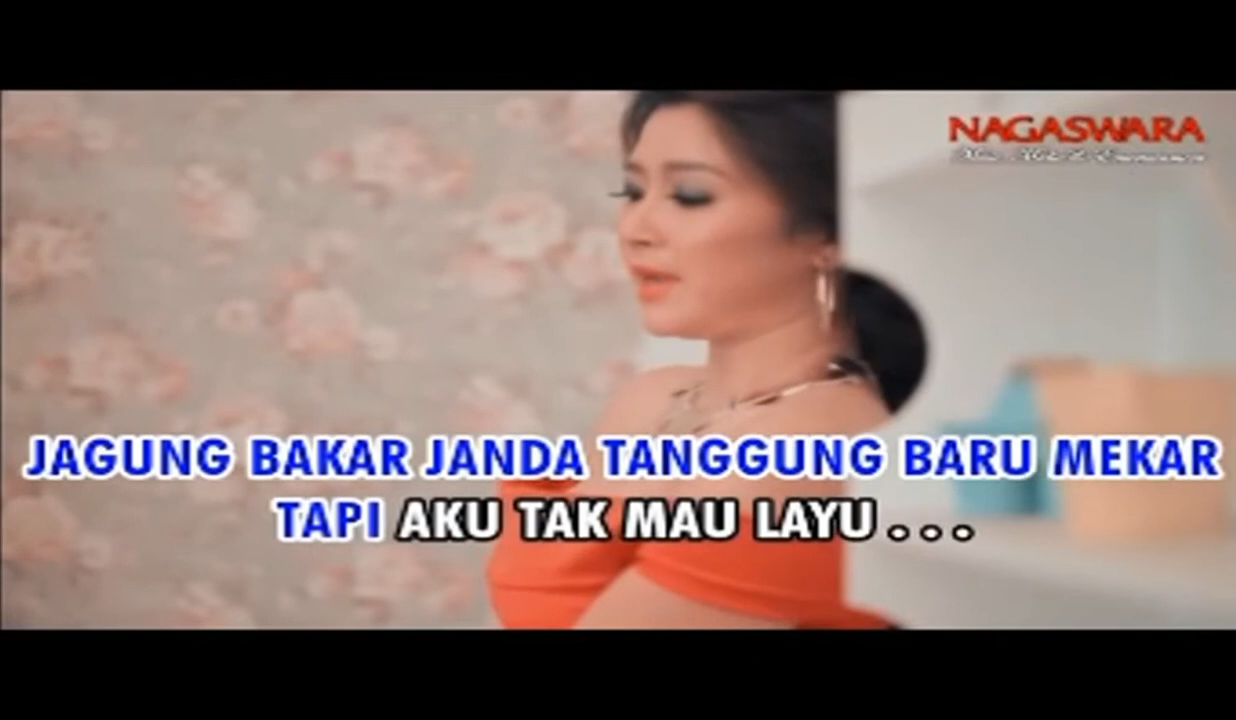 NAGASWARA
JAGUNG BAKAR JANDA TANGGUNG BARU MEKAR
TAPI AKU TAK MAU LAYU . . .